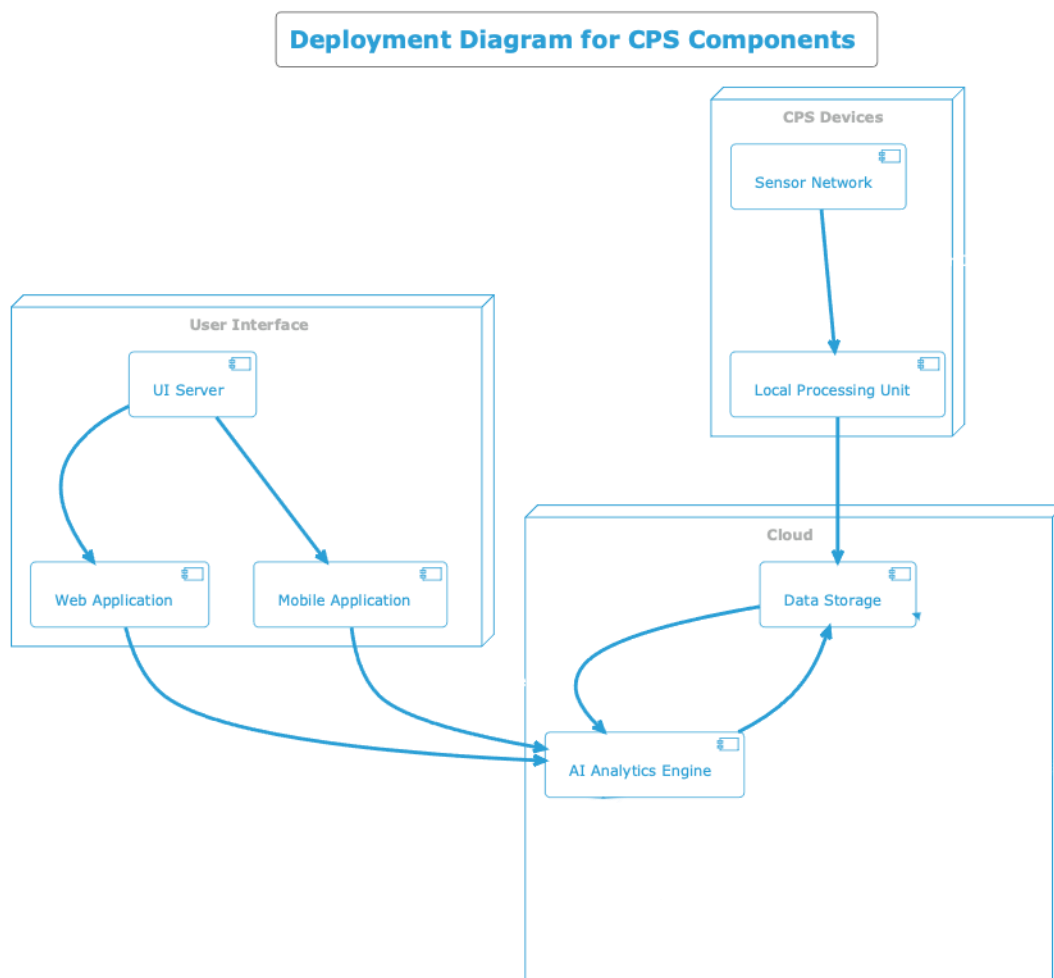 Deployment Diagram for CPS Components
CPS Devices
Sensor Network
Local Processing Unit
User Interface
UI Server
Web Application
Mobile Application
Cloud
Data Storage
AI Analytics Engine